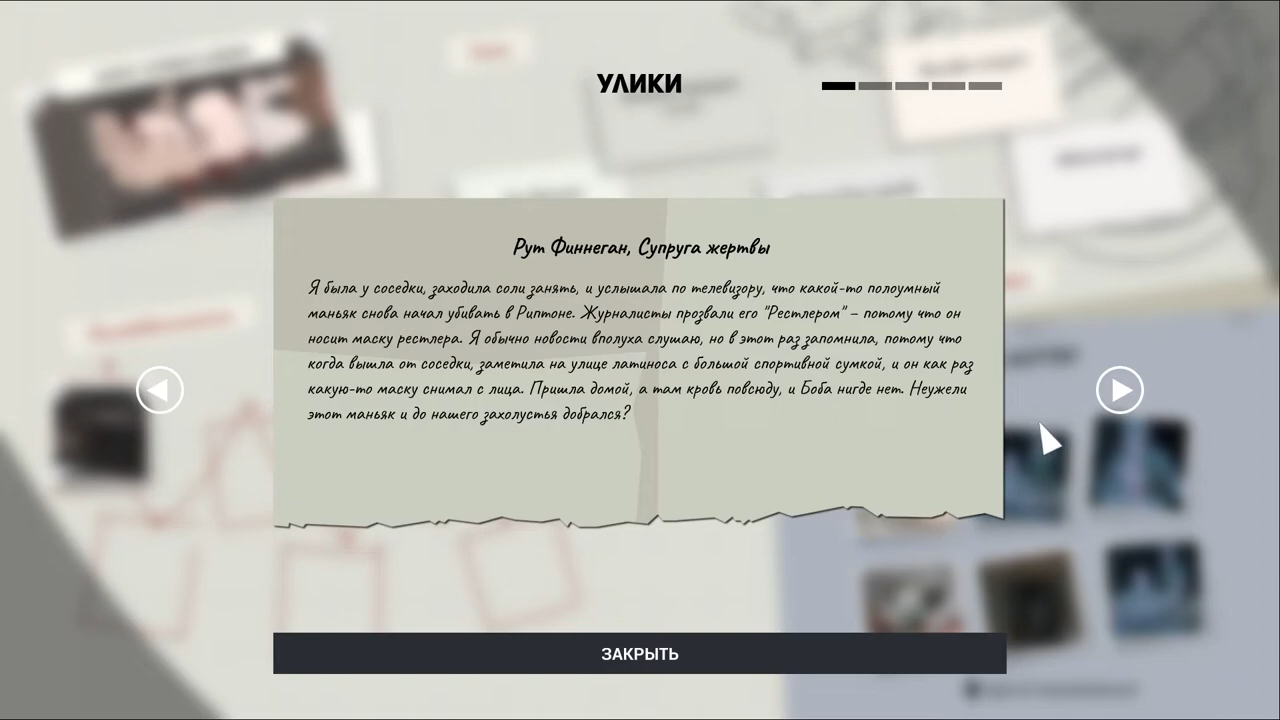 УЛИКИ
Рут Финнеган, Супруга жертвы
Я была у соседки, заходила соли занять, и услышала по телевизору, что какой-то полоумный
маньяк снова начал убивать в Риптоне. Журналисты прозвали его "Рестлером" – потому что он
носит маску рестлера. Я обычно новости вполуха слушаю, но в этот раз запомнила, потому что
когда вышла от соседки, заметила на улице латиноса с большой спортивной сумкой, и он как раз
какую-то маску снимал с лица. Пришла домой, а там кровь повсюду, и Боба нигде нет. Неужели
этот маньяк и до нашего захолустья добрался?
ЗАКРЫТЬ